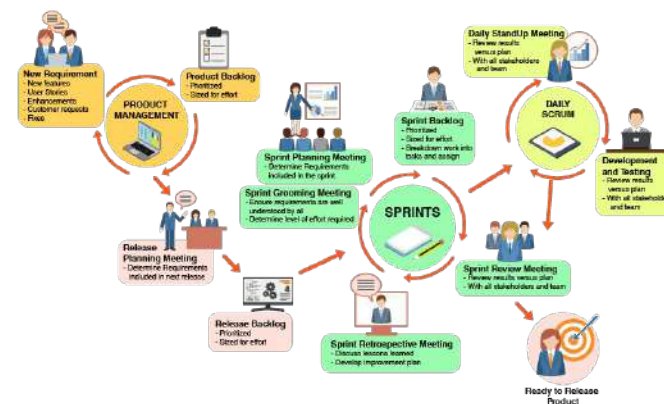 New Requirement
- New features
- User Stories
- Enhancements
- Customer requests
- Fixes
PRODUCT
MANAGEMENT
Product Backlog
- Prioritized
- Sized for effort
Release
Planning Meeting
- Determine Requirements
included in next release
Release Backlog
- Prioritized
- Sized for effort
Sprint Planning Meeting
- Determine Requirements
included in the sprint
Sprint Grooming Meeting
- Ensure requirements are well
understood by all
- Determine level of effort required
Sprint Backlog
- Prioritized
- Sized for effort
- Breakdown work into
tasks and assign
SPRINTS
Sprint Retrospective Meeting
- Discuss lessons learned
- Develop improvement plan
Sprint Review Meeting
- Review results versus plan
- With all stakeholders and team
Daily StandUp Meeting
- Review results
versus plan
- With all stakeholders
and team
DAILY
SCRUM
Development
and Testing
- Review results
versus plan
- With all stakeholde
and team
Ready to Release
Product